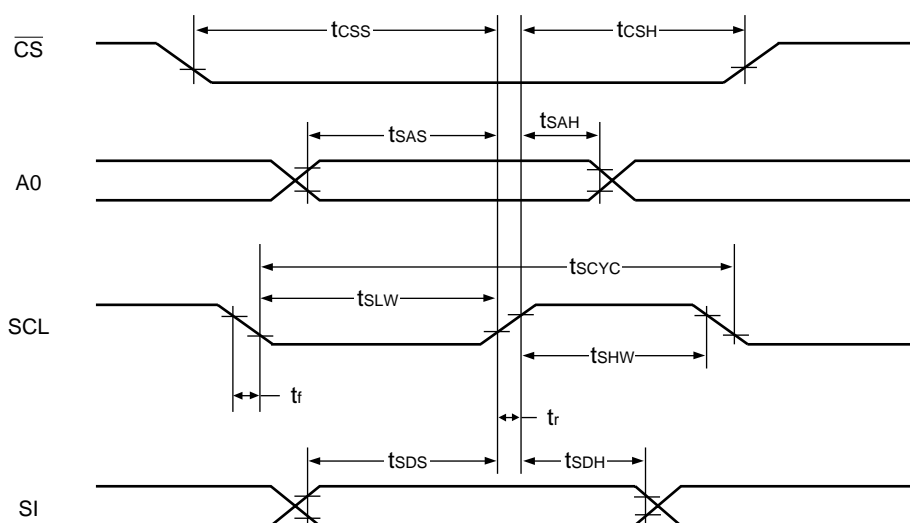 tCSS tCSH
CS
tSAS tSAH
A0
tSCYC
tSLW
SCL
tSHW
tf
tr
tSDS tSDH
SI